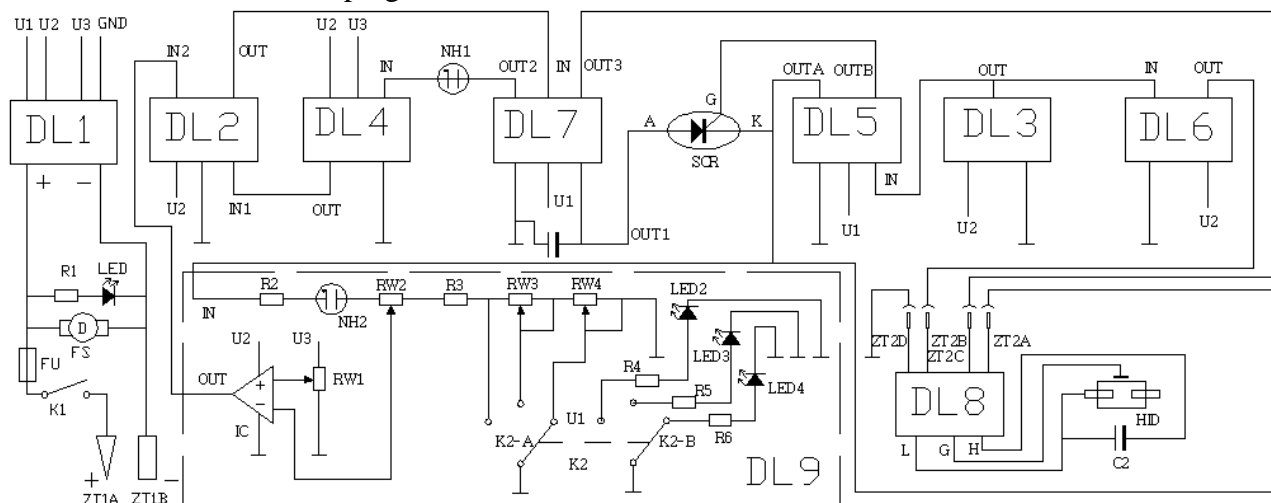 U1 U2 U3 GND IN2 OUT U2 U3 IN NH1 OUT2 IN OUT3 G OUTA OUTB OUT IN OUT
DL1 DL2 DL4 DL7 A K DL5 DL3 DL6
SCR
+ - U2 IN1 OUT U1 OUT1 IN U1 U2 U2
R1 LED IN R2 NH2 RW2 R3 RW3 RW4 LED2
D
FS
FU
K1
U2 U3 LED3 ZT2D ZT2C ZT2B ZT2A
OUT + - RW1 R4 R5 LED4 DL8
IC U1 R6 HID
K2-A K2 K2-B L G H C2
DL9
+ ZT1A ZT1B -